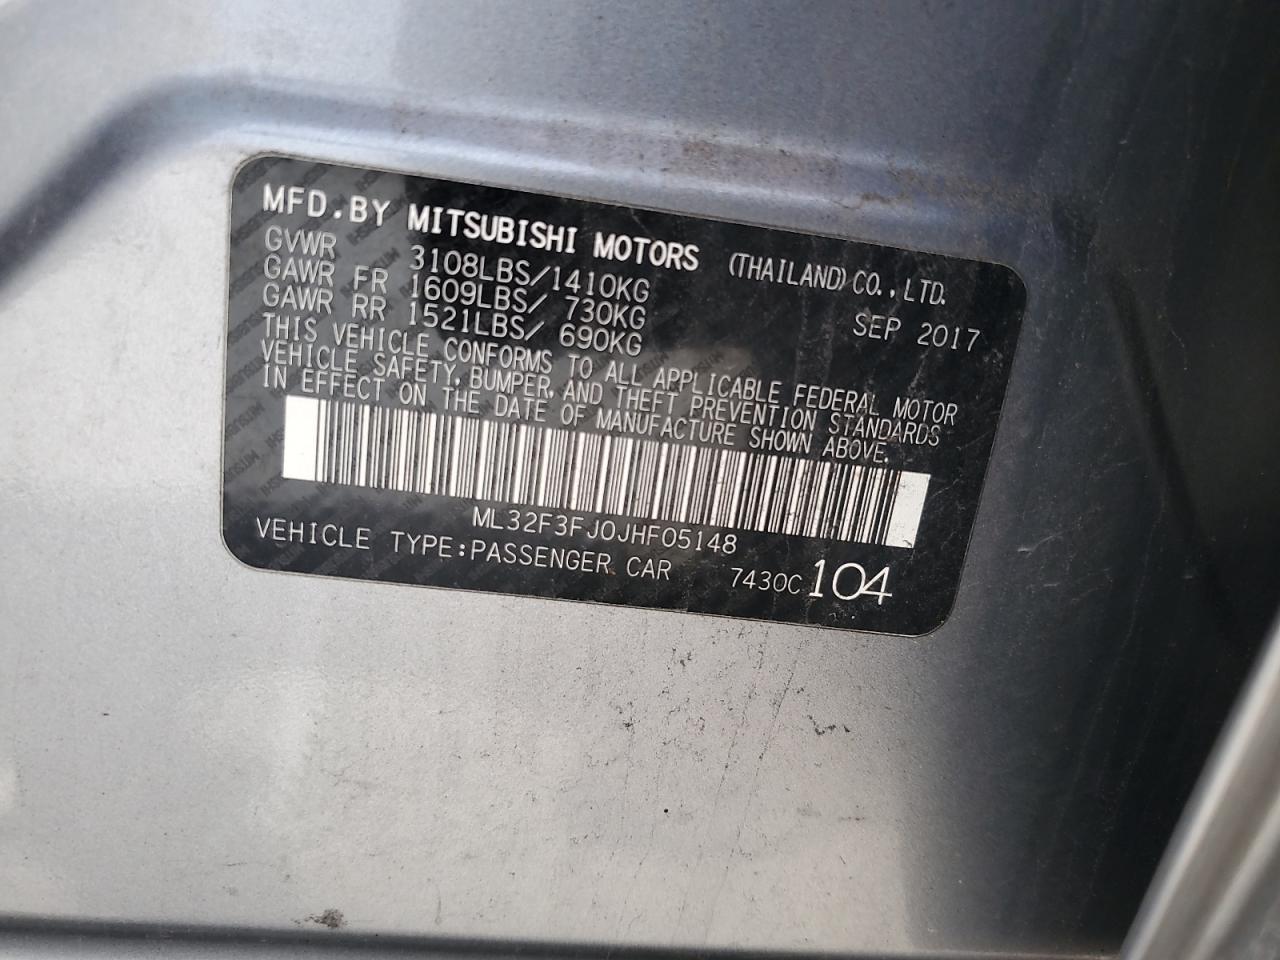 MFD.BY MITSUBISHI MOTORS (THAILAND) CO., LTD.
GVWR 3108LBS/1410KG SEP 2017
GAWR FR 1609LBS/ 730KG
GAWR RR 1521LBS/ 690KG
THIS VEHICLE CONFORMS TO ALL APPLICABLE FEDERAL MOTOR
VEHICLE SAFETY, BUMPER, AND THEFT PREVENTION STANDARDS
IN EFFECT ON THE DATE OF MANUFACTURE SHOWN ABOVE.
ML32F3FJ0JHF05148
VEHICLE TYPE:PASSENGER CAR 7430C 104